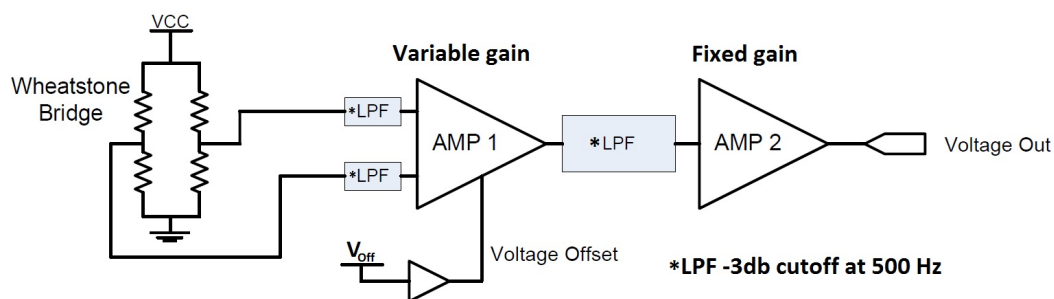 VCC
Wheatstone
Bridge
Variable gain
Fixed gain
*LPF
*LPF
AMP 1
*LPF
AMP 2
Voltage Out
VOff
Voltage Offset
*LPF -3db cutoff at 500 Hz